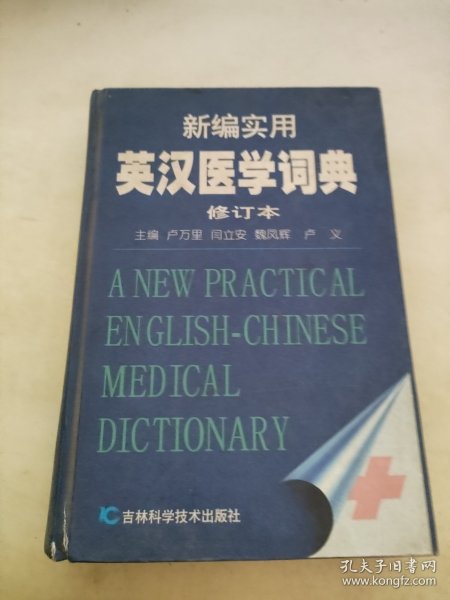 新编实用
英汉医学词典
修订本
主编 卢万里 闫立安 魏凤辉 卢 义
A NEW PRACTICAL
ENGLISH-CHINESE
MEDICAL
DICTIONARY
吉林科学技术出版社
孔夫子旧书网
www.kongfz.com